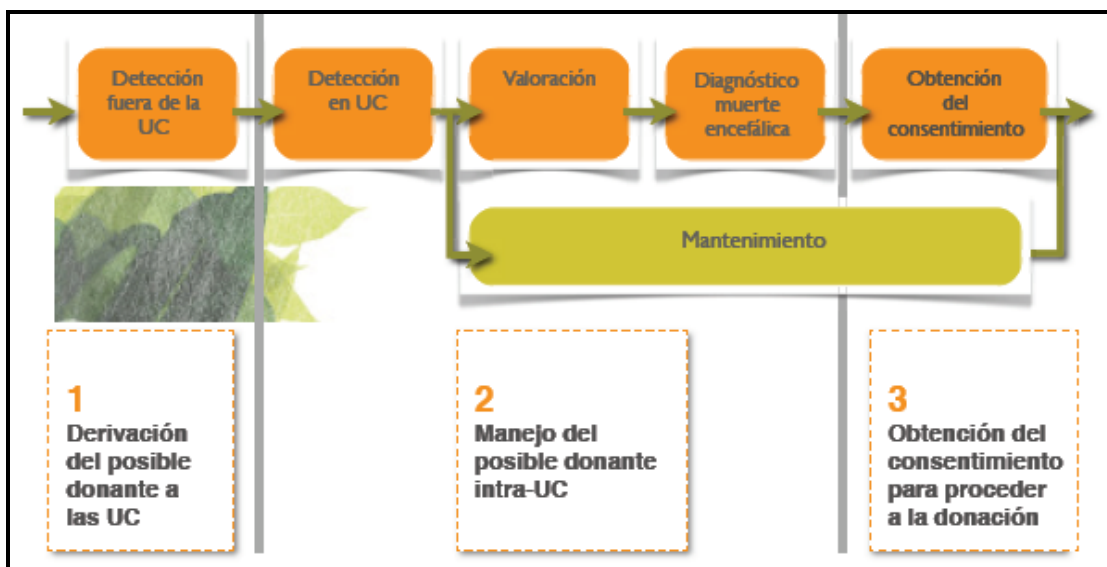 Detección
fuera de la
UC
Detección
en UC
Valoración
Diagnóstico
muerte
encefálica
Obtención
del
consentimiento
Mantenimiento
1
Derivación
del posible
donante a
las UC
2
Manejo del
posible donante
intra-UC
3
Obtención del
consentimiento
para proceder
a la donación